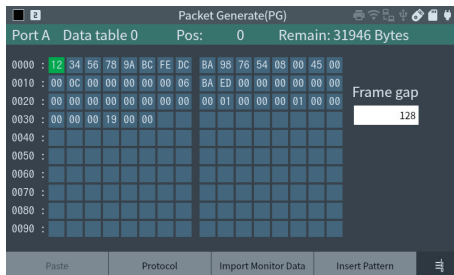 2 Packet Generate(PG)
Port A Data table 0 Pos: 0 Remain: 31946 Bytes
0000 : 12 34 56 78 9A BC FE DC BA 98 76 54 08 00 45 00
0010 : 00 0C 00 00 00 00 00 06 BA ED 00 00 00 00 00 00
0020 : 00 00 00 00 00 00 00 00 00 01 00 00 00 01 00 00
0030 : 00 00 00 19 00 00
0040 :
0050 :
0060 :
0070 :
0080 :
0090 :
Frame gap
128
Paste Protocol Import Monitor Data Insert Pattern